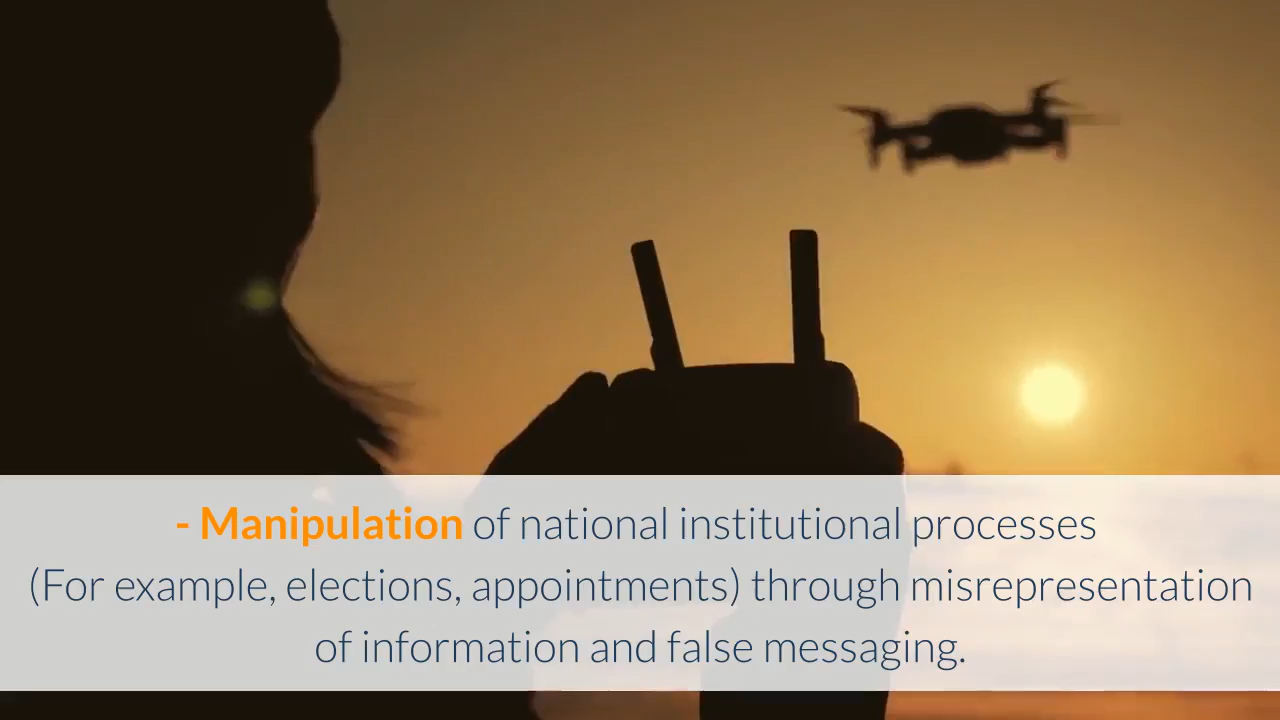 - Manipulation of national institutional processes
(For example, elections, appointments) through misrepresentation
of information and false messaging.